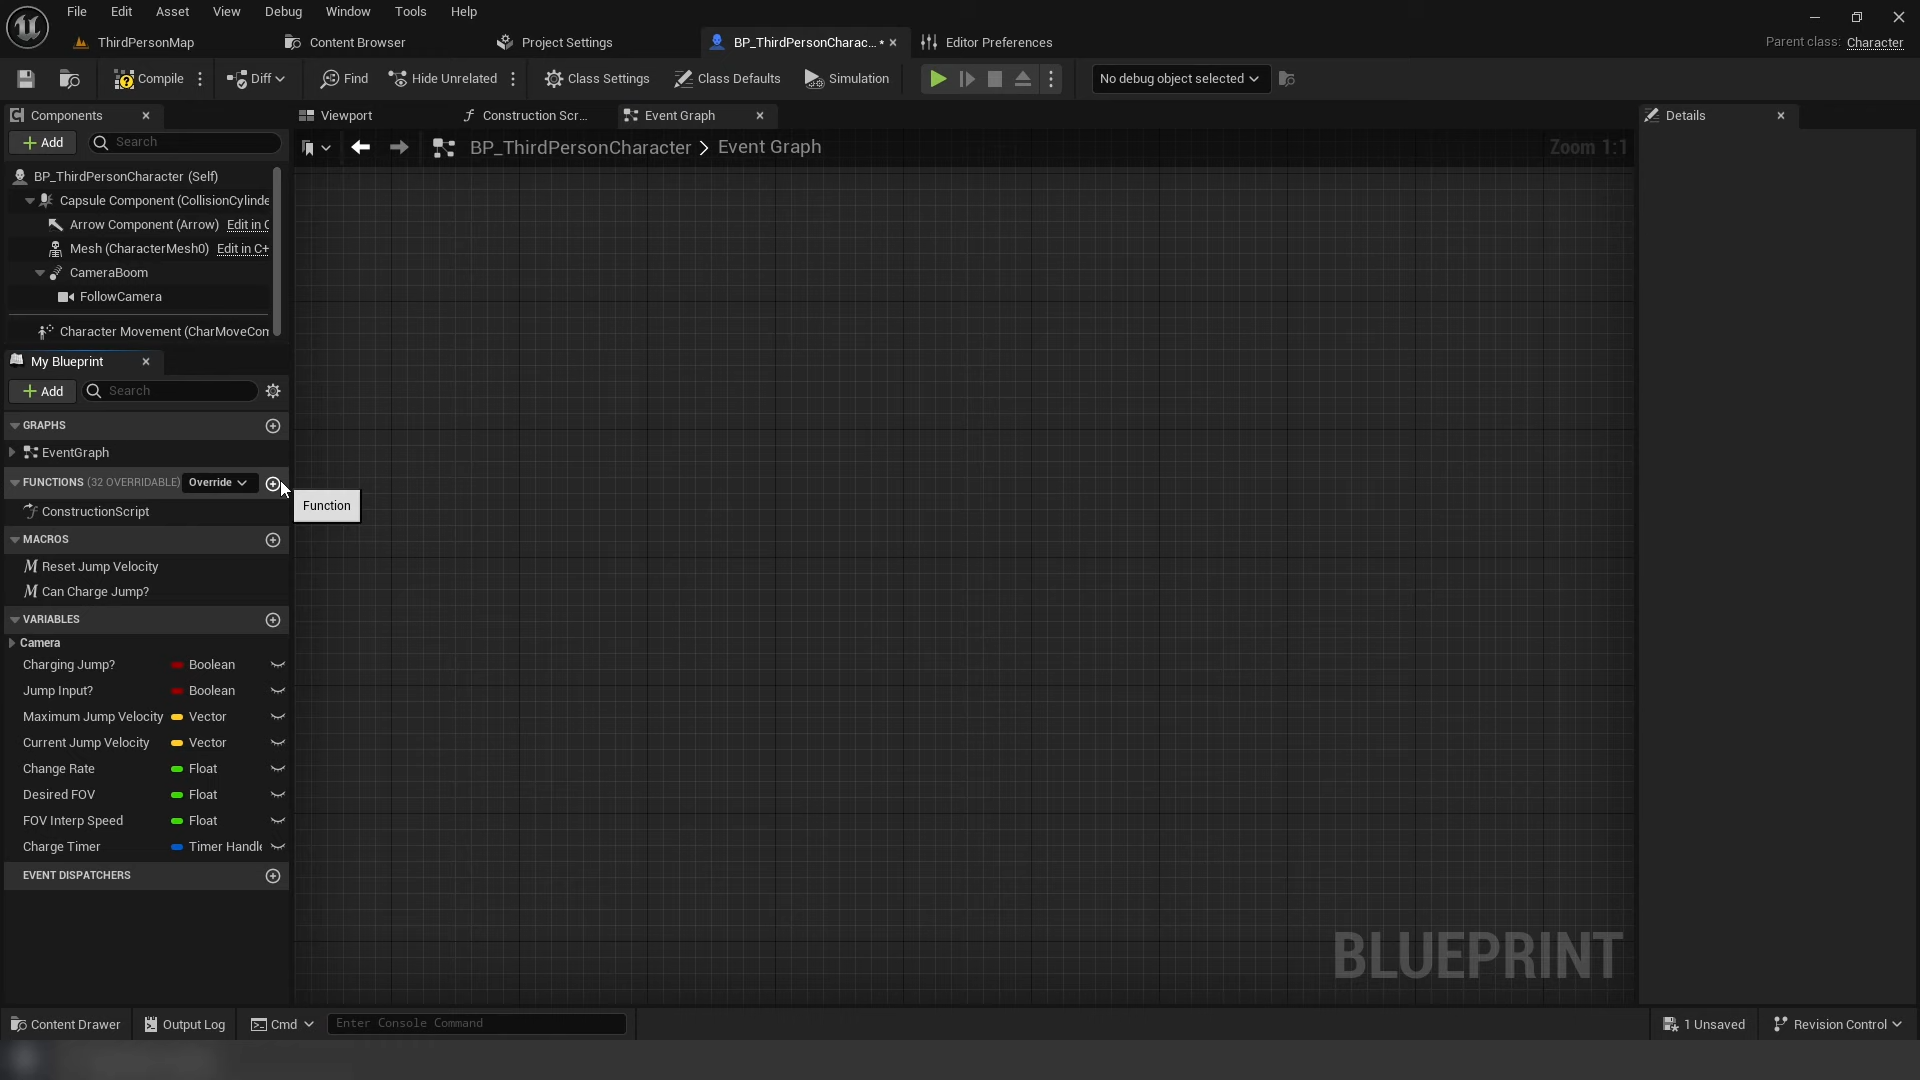 File Edit Asset View Debug Window Tools Help
ThirdPersonMap Content Browser Project Settings BP_ThirdPersonCharac... • Editor Preferences Parent class: Character
Compile Diff Find Hide Unrelated Class Settings Class Defaults Simulation No debug object selected
Components Viewport Construction Scr... Event Graph Details
Add Search BP_ThirdPersonCharacter > Event Graph Zoom 1:1
BP_ThirdPersonCharacter (Self)
Capsule Component (CollisionCylinde
Arrow Component (Arrow) Edit in C
Mesh (CharacterMesh0) Edit in C+
CameraBoom
FollowCamera
Character Movement (CharMoveCom
My Blueprint
Add Search
GRAPHS
EventGraph
FUNCTIONS (32 OVERRIDABLE) Override
Function
ConstructionScript
MACROS
Reset Jump Velocity
Can Charge Jump?
VARIABLES
Camera
Charging Jump? Boolean
Jump Input? Boolean
Maximum Jump Velocity Vector
Current Jump Velocity Vector
Change Rate Float
Desired FOV Float
FOV Interp Speed Float
Charge Timer Timer Handle
EVENT DISPATCHERS
BLUEPRINT
Content Drawer Output Log Cmd Enter Console Command 1 Unsaved Revision Control